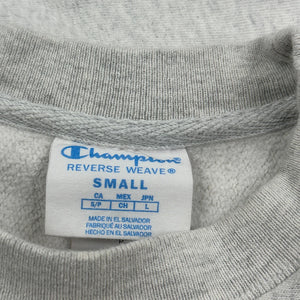 Champion
REVERSE WEAVE®
SMALL
CA MEX JPN
S/P CH L
MADE IN EL SALVADOR
FABRIQUÉ AU SALVADOR
HECHO EN EL SALVADOR